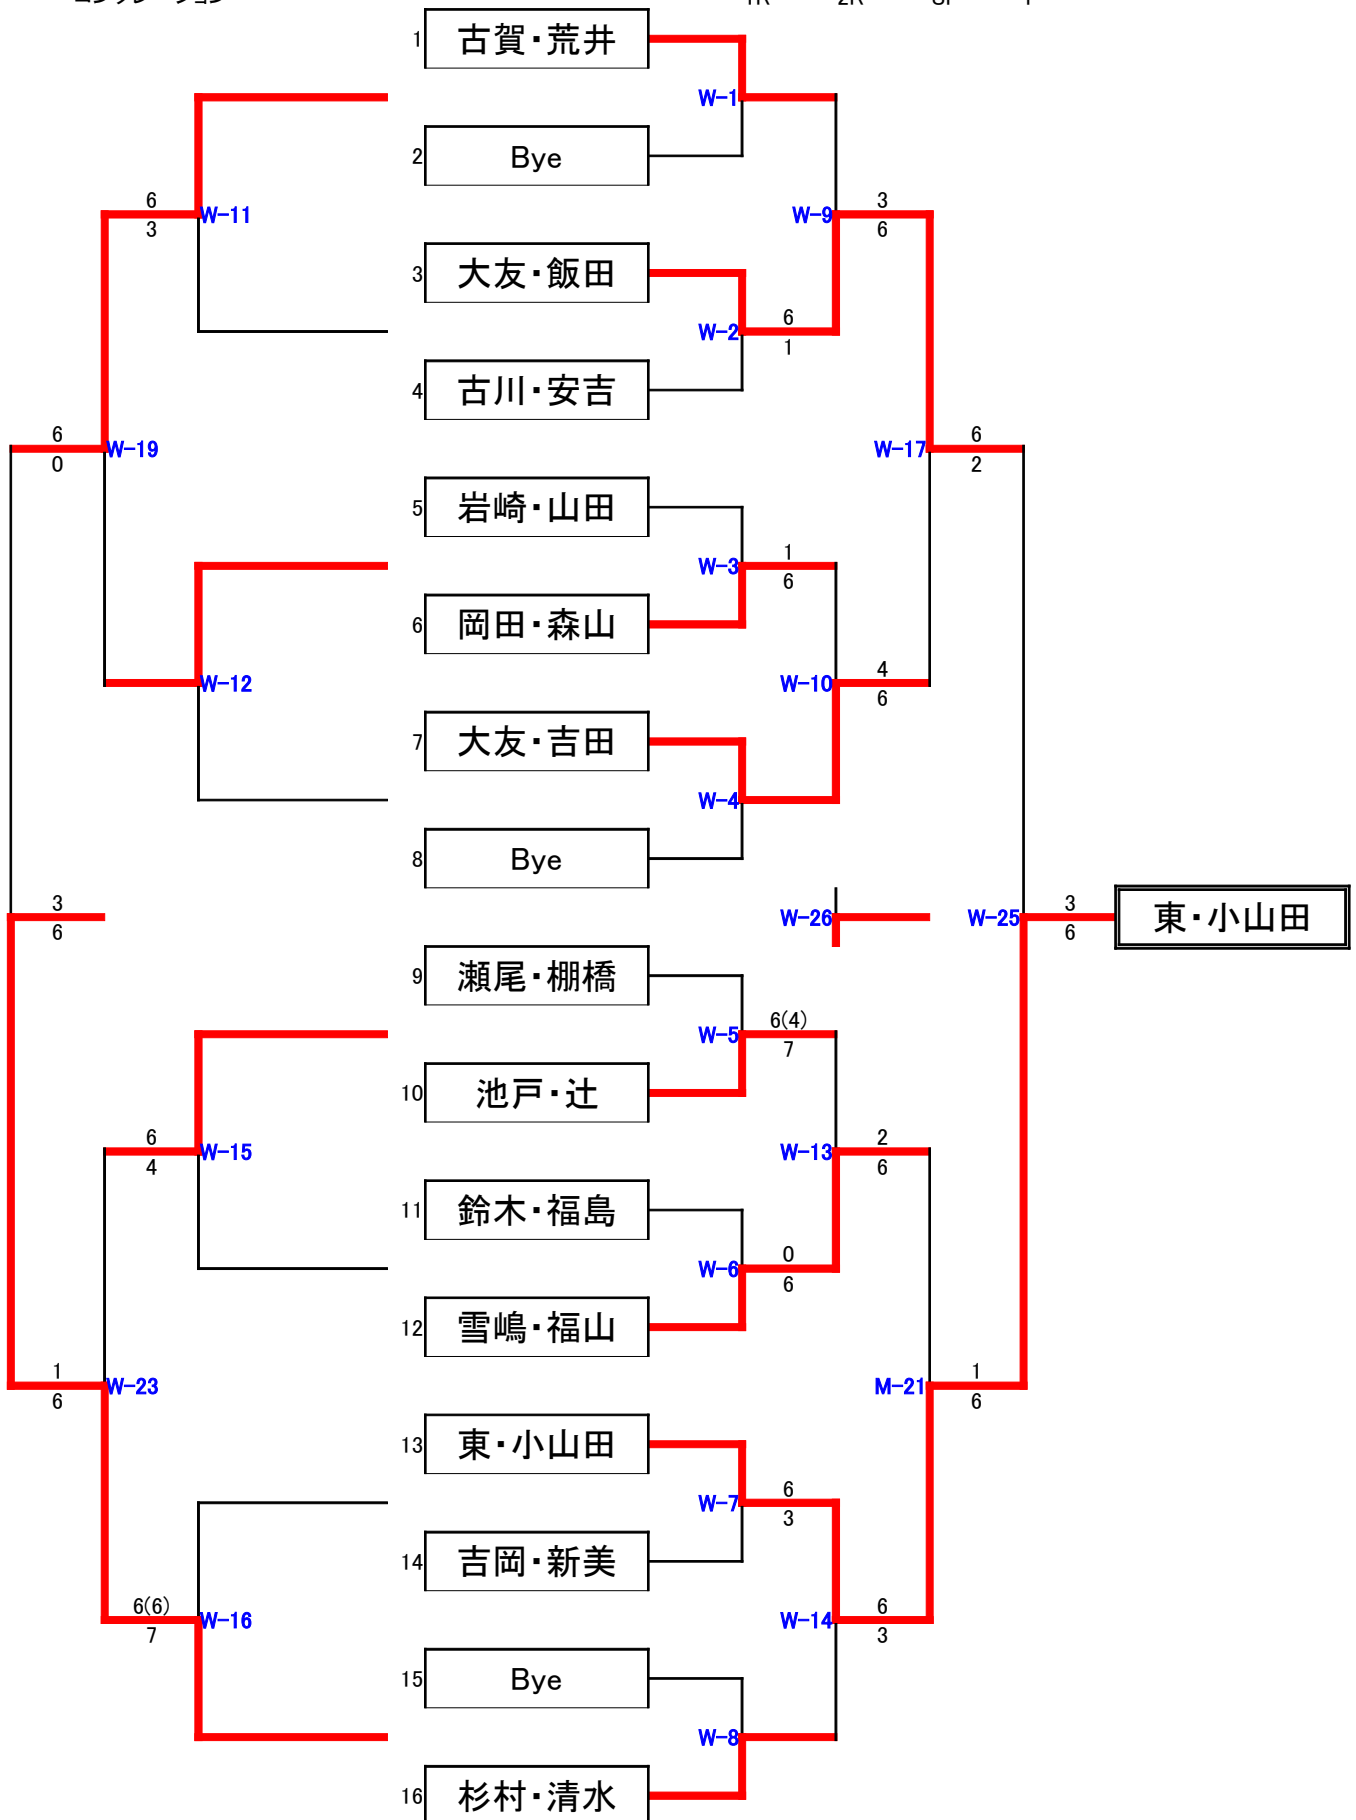 1 古賀・荒井
W-1
2 Bye
6
3
W-11
W-9
3
6
3 大友・飯田
W-2
6
1
4 古川・安吉
6
0
W-19
W-17
6
2
5 岩崎・山田
W-3
1
6
6 岡田・森山
W-12
W-10
4
6
7 大友・吉田
W-4
8 Bye
3
6
W-26
W-25
3
6
東・小山田
9 瀬尾・棚橋
W-5
6(4)
7
10 池戸・辻
6
4
W-15
W-13
2
6
11 鈴木・福島
W-6
0
6
12 雪嶋・福山
1
6
W-23
M-21
1
6
13 東・小山田
W-7
6
3
14 吉岡・新美
6(6)
7
W-16
W-14
6
3
15 Bye
W-8
16 杉村・清水